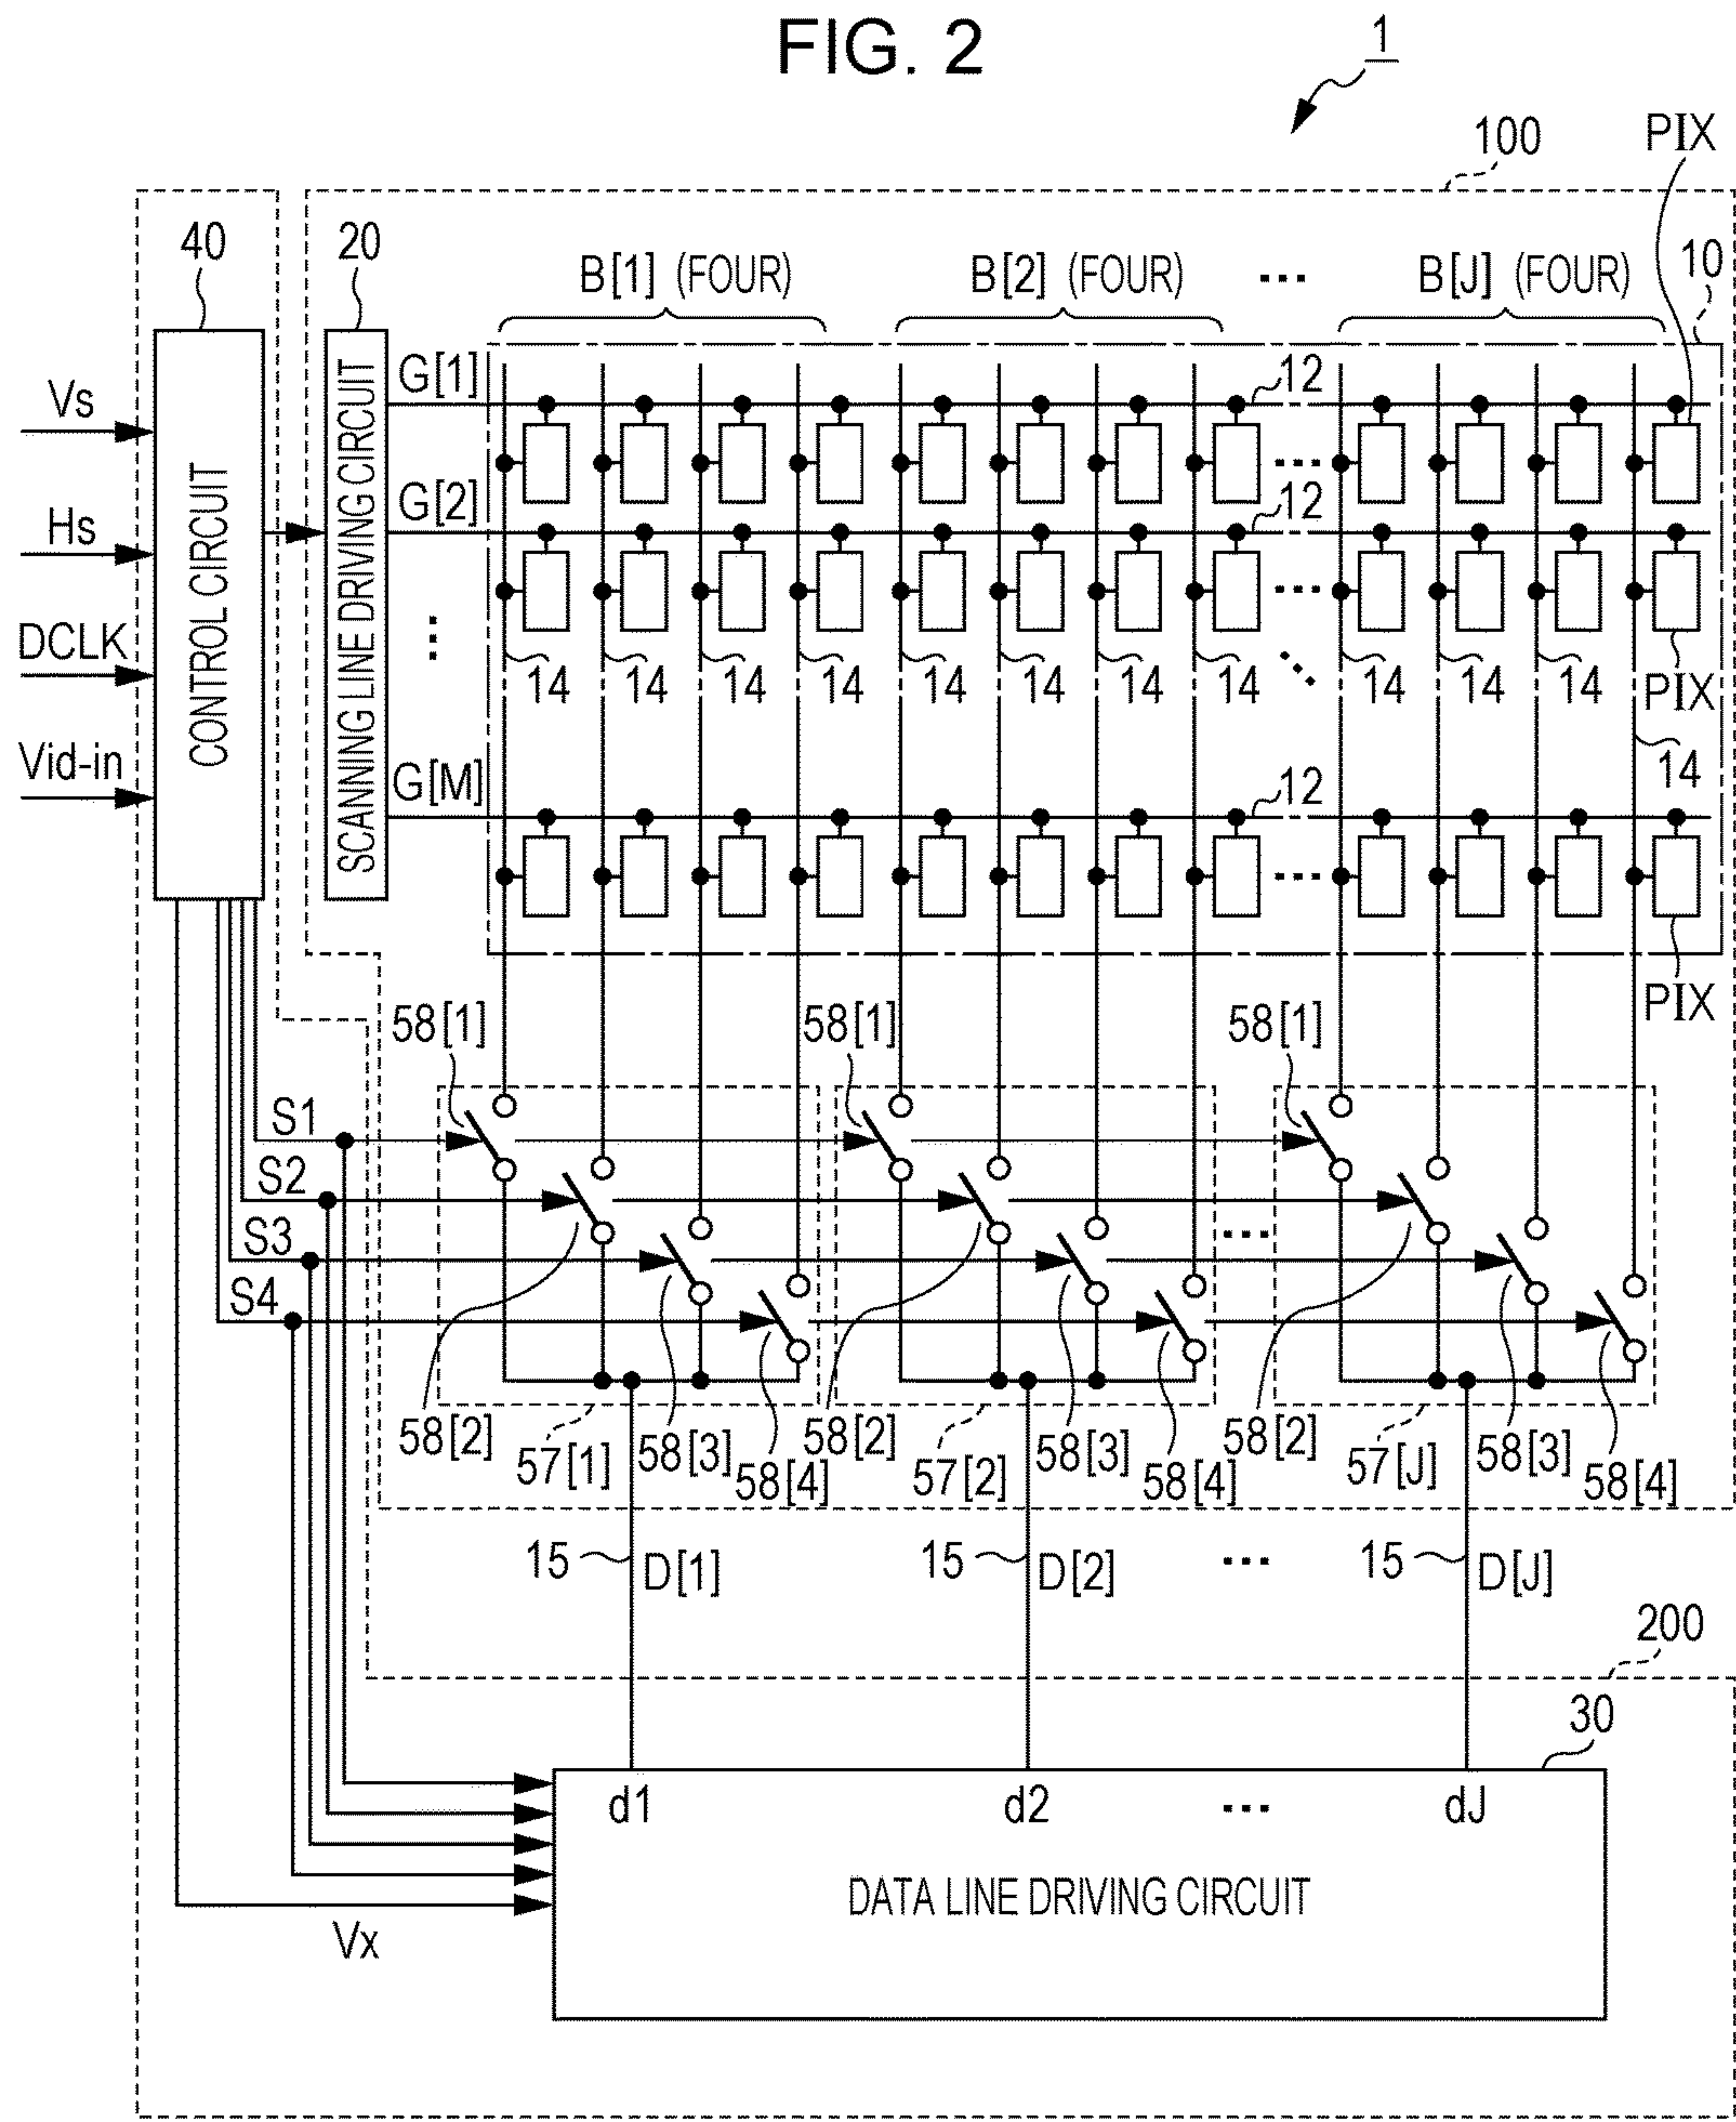 FIG. 2
1
100
PIX
40
20
B[1] (FOUR)
B[2] (FOUR)
...
B[J] (FOUR)
10
Vs
Hs
DCLK
Vid-in
CONTROL CIRCUIT
SCANNING LINE DRIVING CIRCUIT
G[1]
12
...
G[2]
12
...
14 14 14 14 14 14 14 14 14 14 14
PIX
14
G[M]
12
...
PIX
58[1]
58[1]
58[1]
S1
S2
S3
S4
...
58[2]
57[1]
58[3]
58[4]
58[2]
57[2]
58[3]
58[4]
58[2]
57[J]
58[3]
58[4]
15 D[1]
15 D[2]
...
15 D[J]
200
30
d1 d2 ... dJ
DATA LINE DRIVING CIRCUIT
Vx